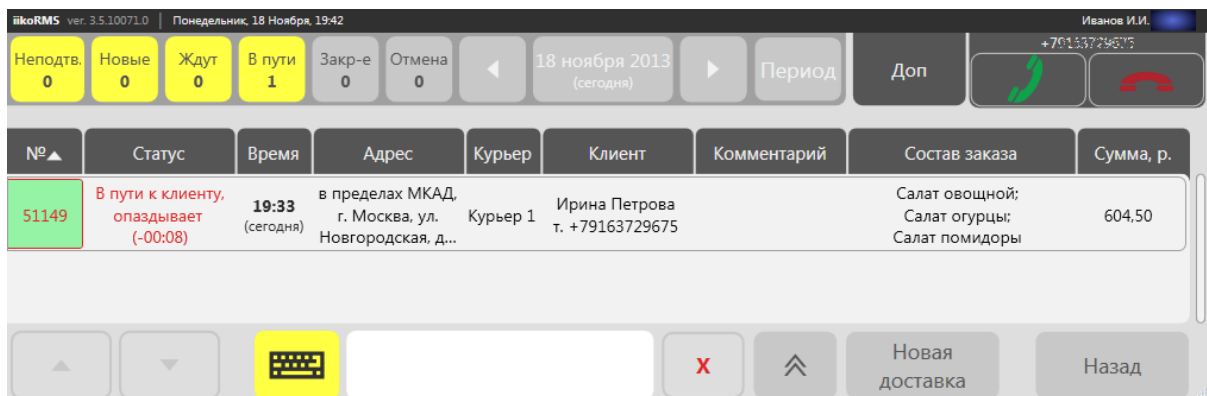 iikoRMS ver. 3.5.10071.0 | Понедельник, 18 Ноября, 19:42 Иванов И.И.
Неподтв. Новые Ждут В пути Закр-е Отмена 18 ноября 2013 Период Доп +79163729675
0 0 0 1 0 0 (сегодня)
№ Статус Время Адрес Курьер Клиент Комментарий Состав заказа Сумма, р.
51149
В пути к клиенту,
опаздывает
(-00:08)
19:33
(сегодня)
в пределах МКАД,
г. Москва, ул.
Новгородская, д...
Курьер 1
Ирина Петрова
т. +79163729675
Салат овощной;
Салат огурцы;
Салат помидоры
604,50
X
Новая
доставка
Назад